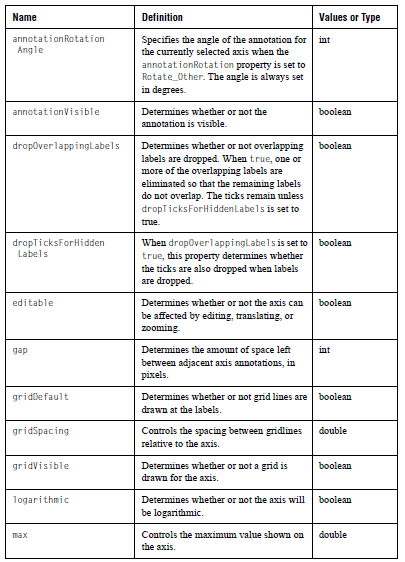 Name Definition Values or Type
annotationRotation Specifies the angle of the annotation for int
Angle the currently selected axis when the
annotationRotation property is set to
Rotate_Other. The angle is always set
in degrees.
annotationVisible Determines whether or not the boolean
annotation is visible.
dropOverlappingLabels Determines whether or not overlapping boolean
labels are dropped. When true, one or
more of the overlapping labels are
eliminated so that the remaining labels
do not overlap. The ticks remain unless
dropTicksForHiddenLabels is set to
true.
dropTicksForHidden When dropOverlappingLabels is set to boolean
Labels true, this property determines whether
the ticks are also dropped when labels
are dropped.
editable Determines whether or not the axis can boolean
be affected by editing, translating, or
zooming.
gap Determines the amount of space left int
between adjacent axis annotations, in
pixels.
gridDefault Determines whether or not grid lines are boolean
drawn at the labels.
gridSpacing Controls the spacing between gridlines double
relative to the axis.
gridVisible Determines whether or not a grid is boolean
drawn for the axis.
logarithmic Determines whether or not the axis will boolean
be logarithmic.
max Controls the maximum value shown on double
the axis.